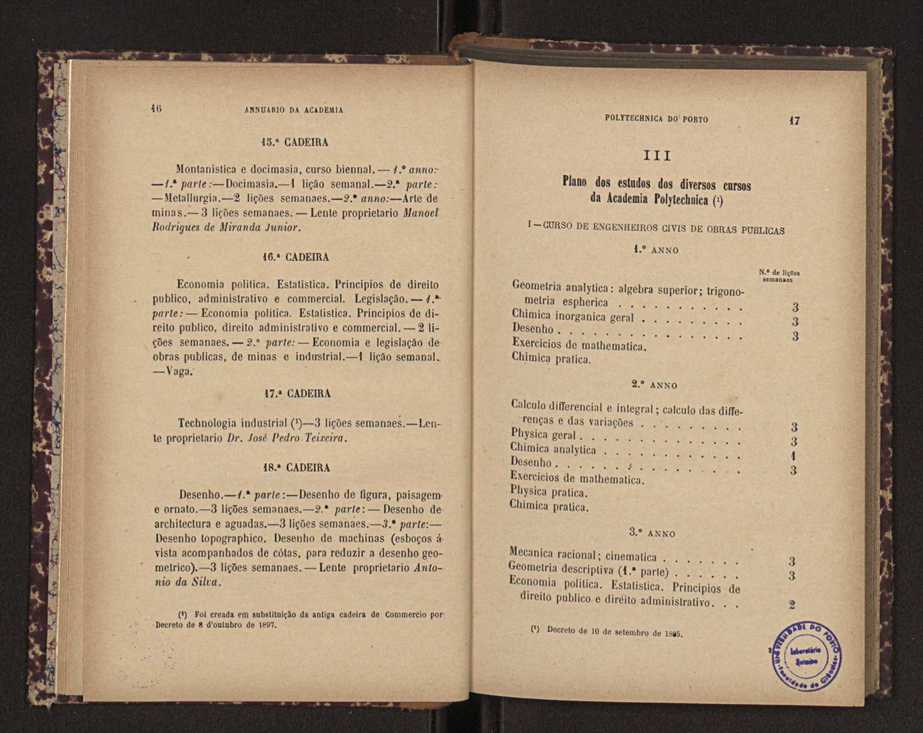 46
ANNUARIO DA ACADEMIA
15.ª CADEIRA
Montanistica e docimasia, curso biennal. — 1.º anno:
—1.ª parte:—Docimasia.—1 lição semanal.—2.ª parte:
—Metallurgia.—2 lições semanaes.—2.º anno:—Arte de
minas.— 3 lições semanaes. — Lente proprietario Manoel
Rodrigues de Miranda Junior.
16.ª CADEIRA
Economia politica. Estatistica. Principios de direito
publico, administrativo e commercial. Legislação. — 1.ª
parte: — Economia politica. Estatistica. Principios de di-
reito publico, direito administrativo e commercial. — 2 li-
ções semanaes. — 2.ª parte: — Economia e legislação de
obras publicas, de minas e industrial.—1 lição semanal.
—Vaga.
17.ª CADEIRA
Technologia industrial (¹)—3 lições semanaes.—Len-
te proprietario Dr. José Pedro Teixeira.
18.ª CADEIRA
Desenho.—1.ª parte:—Desenho de figura, paisagem
e ornato.—3 lições semanaes.—2.ª parte: — Desenho de
architectura e aguadas.—3 lições semanaes.—3.ª parte:—
Desenho topographico. Desenho de machinas (esboços á
vista acompanhados de cótas, para reduzir a desenho geo-
metrico).—3 lições semanaes. — Lente proprietario Anto-
nio da Silva.
(¹) Foi creada em substituição da antiga cadeira de Commercio por
Decreto de 8 d'outubro de 1897.
POLYTECHNICA DO PORTO
47
III
Plano dos estudos dos diversos cursos
da Academia Polytechnica (¹)
I — CURSO DE ENGENHEIROS CIVIS DE OBRAS PUBLICAS
1.º ANNO
N.º de lições
semanaes
Geometria analytica: algebra superior; trigono-
metria espherica . . . . . . . . . . 3
Chimica inorganica geral . . . . . . . . . 3
Desenho . . . . . . . . . . . . . . . 3
Exercicios de mathematica.
Chimica pratica.
2.º ANNO
Calculo differencial e integral; calculo das diffe-
renças e das variações . . . . . . . . 3
Physica geral . . . . . . . . . . . . . 3
Chimica analytica . . . . . . . . . . . 1
Desenho . . . . . . . . . . . . . . . 3
Exercicios de mathematica.
Physica pratica.
Chimica pratica.
3.º ANNO
Mecanica racional; cinematica . . . . . . . 3
Geometria descriptiva (1.ª parte) . . . . . . 3
Economia politica. Estatistica. Principios de
direito publico e direito administrativo. . . 2
(¹) Decreto de 10 de setembro de 1885.
UNIVERSIDADE DO PORTO
Laboratório
Químico
Faculdade de Ciências